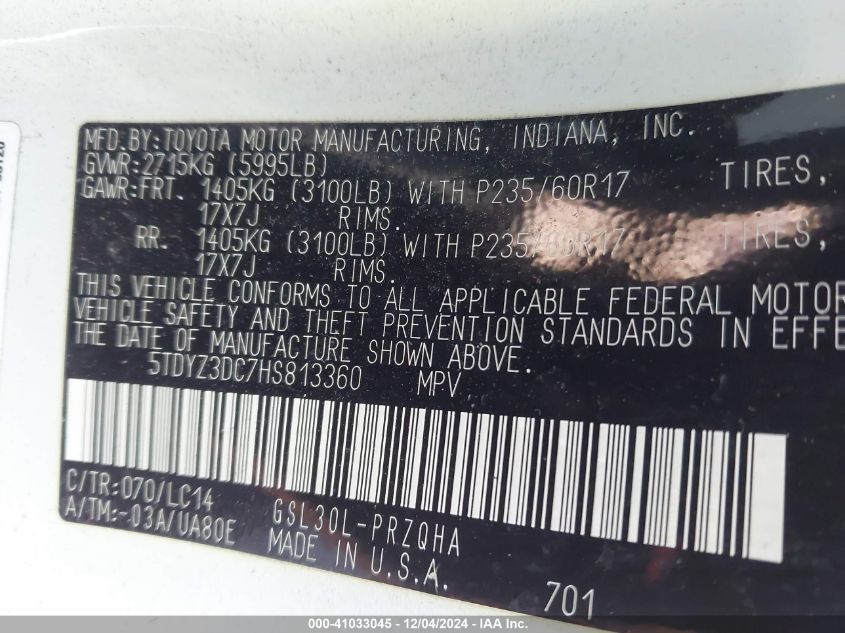 MFD.BY:TOYOTA MOTOR MANUFACTURING, INDIANA, INC.
GVWR:2715KG (5995LB)
GAWR:FRT. 1405KG (3100LB) WITH P235/60R17 TIRES,
17X7J RIMS.
RR. 1405KG (3100LB) WITH P235/60R17 TIRES,
17X7J RIMS.
THIS VEHICLE CONFORMS TO ALL APPLICABLE FEDERAL MOTOR
VEHICLE SAFETY AND THEFT PREVENTION STANDARDS IN EFFE
THE DATE OF MANUFACTURE SHOWN ABOVE.
5TDYZ3DC7HS813360 MPV
C/TR:070/LC14
A/TM:-03A/UA80E
GSL30L-PRZQHA
MADE IN U.S.A.
701
000-41033045 - 12/04/2024 - IAAI.COM